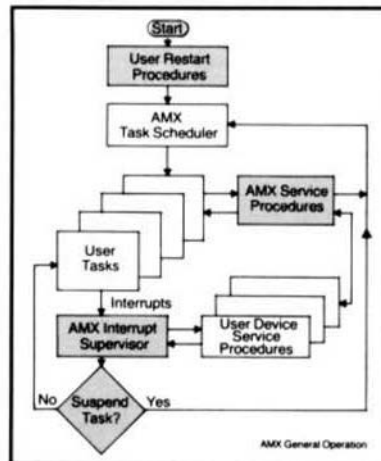 Start
User Restart
Procedures
AMX
Task Scheduler
AMX Service
Procedures
User
Tasks
Interrupts
AMX Interrupt
Supervisor
User Device
Service
Procedures
Suspend
Task?
No
Yes
AMX General Operation